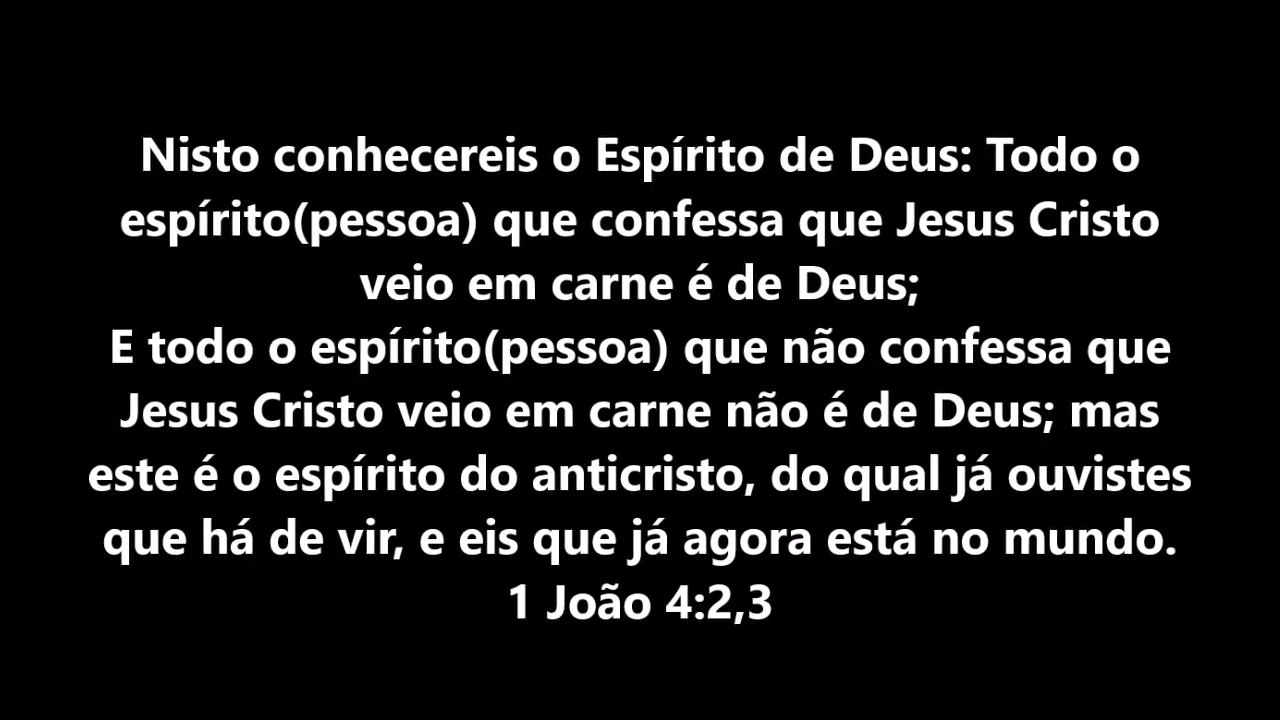 Nisto conhecereis o Espírito de Deus: Todo o
espírito(pessoa) que confessa que Jesus Cristo
veio em carne é de Deus;
E todo o espírito(pessoa) que não confessa que
Jesus Cristo veio em carne não é de Deus; mas
este é o espírito do anticristo, do qual já ouvistes
que há de vir, e eis que já agora está no mundo.
1 João 4:2,3